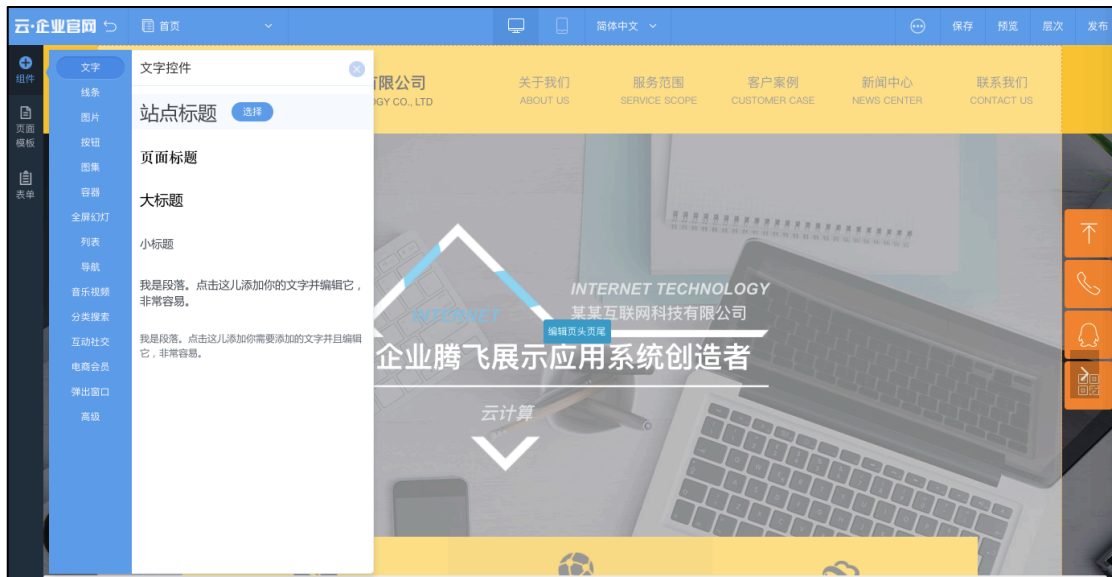 云·企业官网
首页
简体中文
保存
预览
层次
发布
组件
页面
模板
表单
文字
线条
图片
按钮
图集
容器
全屏幻灯
列表
导航
音乐视频
分类搜索
互动社交
电商会员
弹出窗口
高级
文字控件
站点标题
选择
页面标题
大标题
小标题
我是段落。点击这儿添加你的文字并编辑它，
非常容易。
我是段落。点击这儿添加你需要添加的文字并且编辑
它，非常容易。
有限公司
OGY CO., LTD
关于我们
ABOUT US
服务范围
SERVICE SCOPE
客户案例
CUSTOMER CASE
新闻中心
NEWS CENTER
联系我们
CONTACT US
INTERNET TECHNOLOGY
INTERNET
某某互联网科技有限公司
编辑页头页尾
企业腾飞展示应用系统创造者
云计算